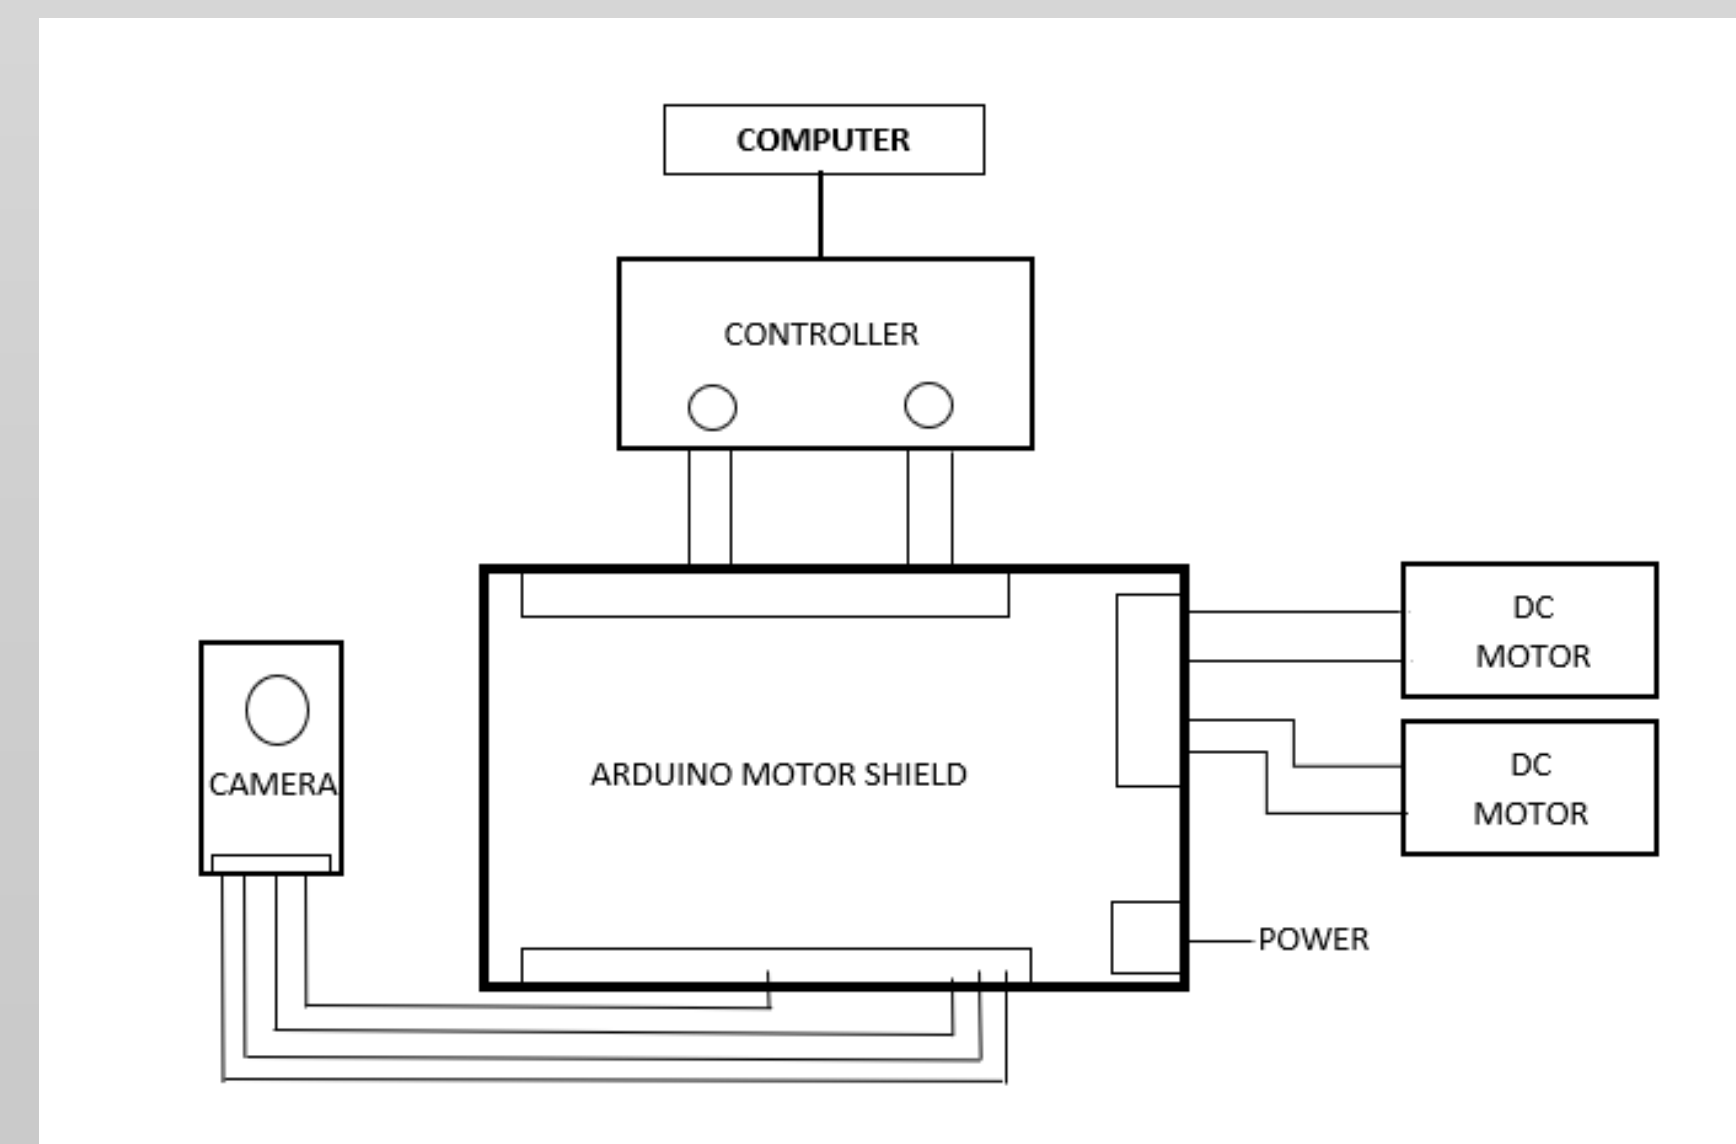 COMPUTER
CONTROLLER
DC
MOTOR
CAMERA
ARDUINO MOTOR SHIELD
DC
MOTOR
POWER